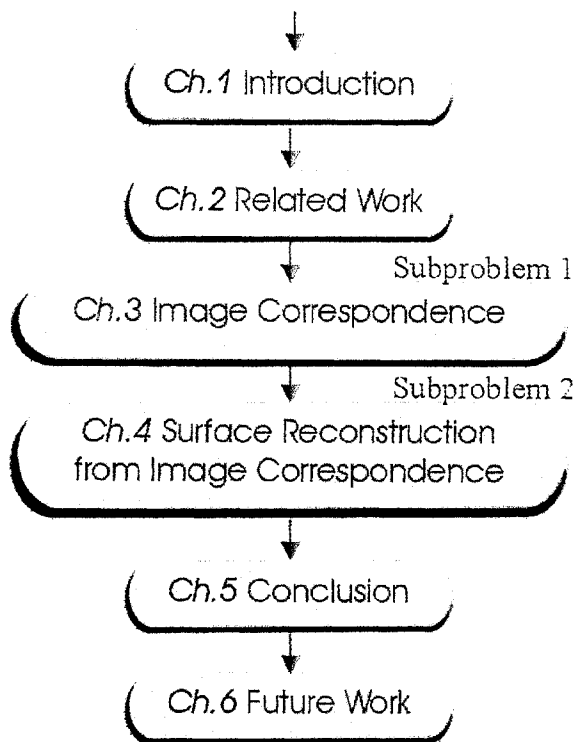 Ch.1 Introduction
Ch.2 Related Work
Subproblem 1
Ch.3 Image Correspondence
Subproblem 2
Ch.4 Surface Reconstruction
from Image Correspondence
Ch.5 Conclusion
Ch.6 Future Work